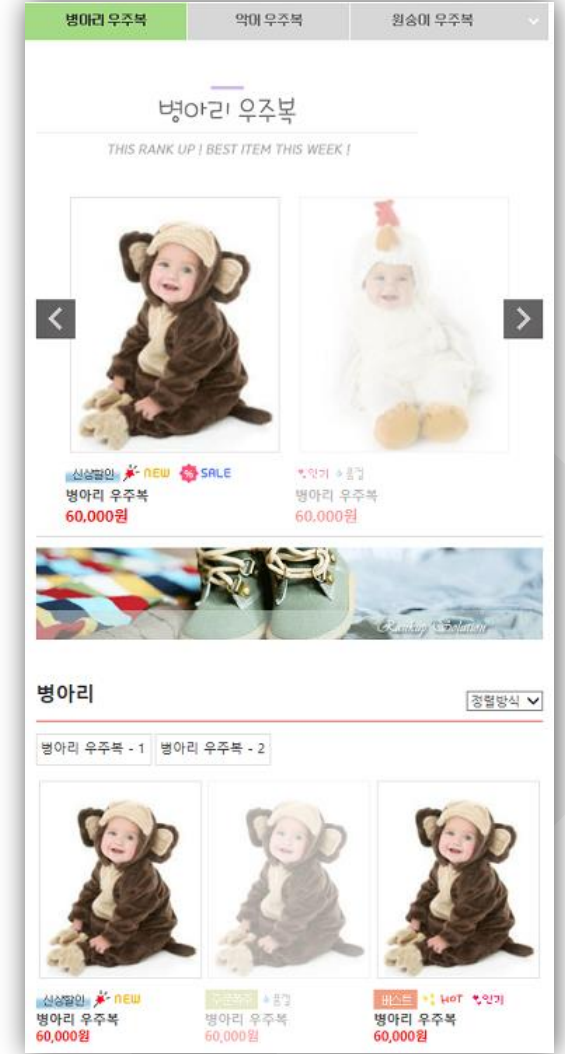 병아리 우주복 악어 우주복 원숭이 우주복
병아리 우주복
THIS RANK UP ! BEST ITEM THIS WEEK !
신상할인 NEW % SALE 인기 품절
병아리 우주복 병아리 우주복
60,000원 60,000원
Rankup Solution
병아리
정렬방식
병아리 우주복 - 1 병아리 우주복 - 2
신상할인 NEW 주문폭주 품절 베스트 HOT 인기
병아리 우주복 병아리 우주복 병아리 우주복
60,000원 60,000원 60,000원